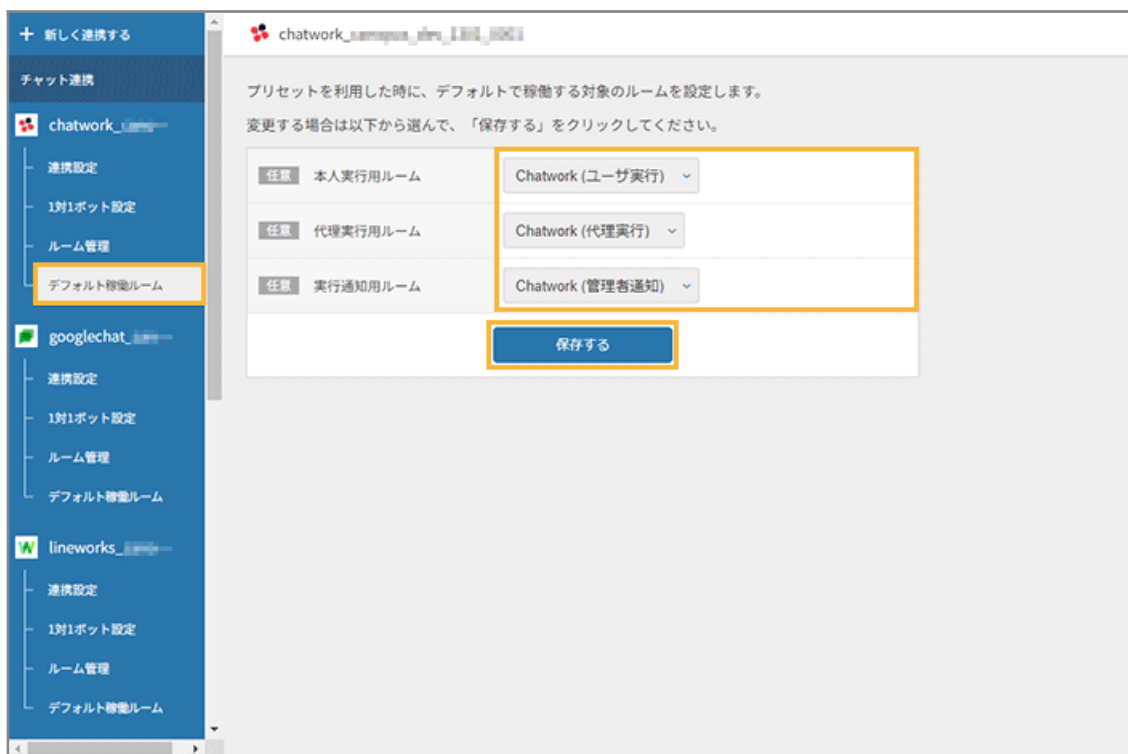 + 新しく連携する
チャット連携
chatwork_
連携設定
1対1ボット設定
ルーム管理
デフォルト稼働ルーム
googlechat_
連携設定
1対1ボット設定
ルーム管理
デフォルト稼働ルーム
lineworks_
連携設定
1対1ボット設定
ルーム管理
デフォルト稼働ルーム
chatwork_
プリセットを利用した時に、デフォルトで稼働する対象のルームを設定します。
変更する場合は以下から選んで、「保存する」をクリックしてください。
任意 本人実行用ルーム Chatwork (ユーザ実行)
任意 代理実行用ルーム Chatwork (代理実行)
任意 実行通知用ルーム Chatwork (管理者通知)
保存する